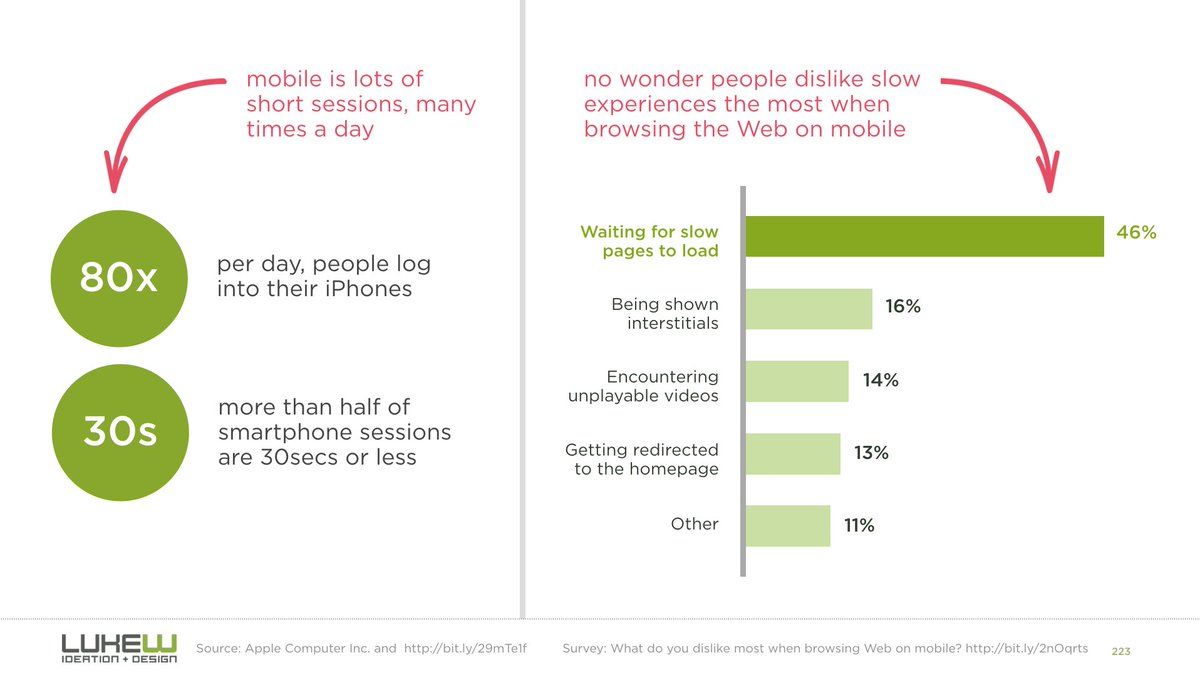 mobile is lots of
short sessions, many
times a day
80x
per day, people log
into their iPhones
30s
more than half of
smartphone sessions
are 30secs or less
no wonder people dislike slow
experiences the most when
browsing the Web on mobile
Waiting for slow
pages to load
46%
Being shown
interstitials
16%
Encountering
unplayable videos
14%
Getting redirected
to the homepage
13%
Other
11%
LUKEW
IDEATION + DESIGN
Source: Apple Computer Inc. and http://bit.ly/29mTe1f
Survey: What do you dislike most when browsing Web on mobile? http://bit.ly/2nOqrts
223